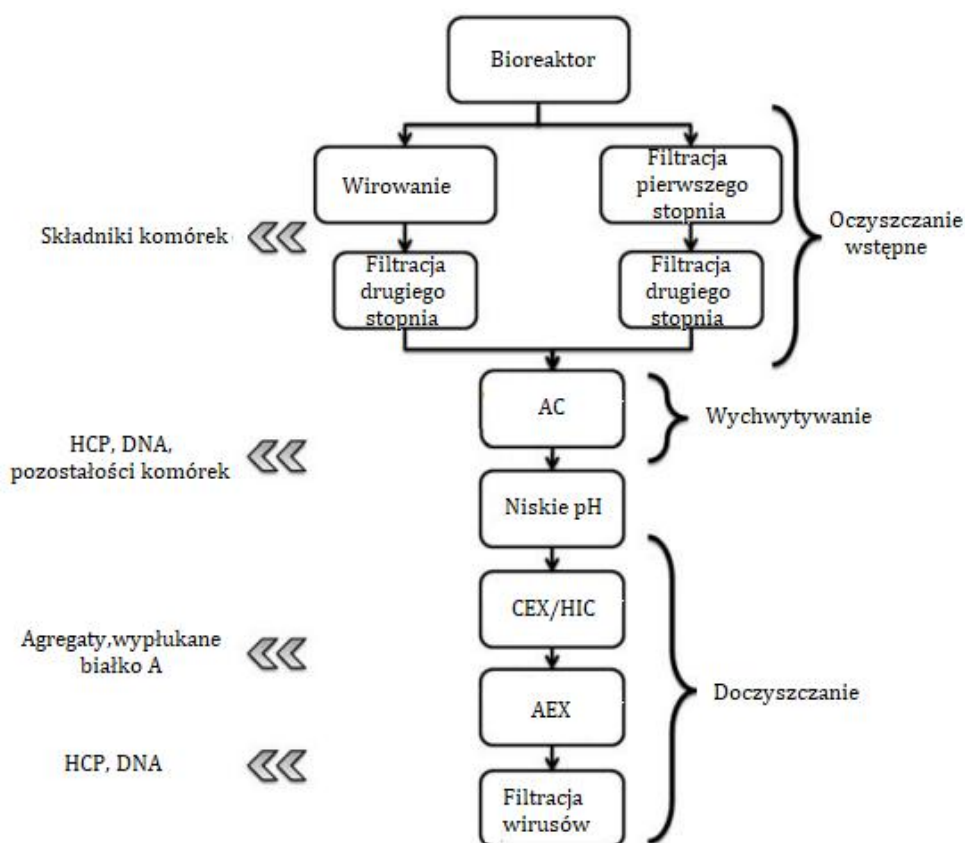 Bioreaktor
Wirowanie
Filtracja
pierwszego
stopnia
Składniki komórek
Oczyszczanie
wstępne
Filtracja
drugiego
stopnia
Filtracja
drugiego
stopnia
AC
Wychwytywanie
HCP, DNA,
pozostałości komórek
Niskie pH
CEX/HIC
Agregaty,wypłukane
białko A
Doczyszczanie
AEX
HCP, DNA
Filtracja
wirusów